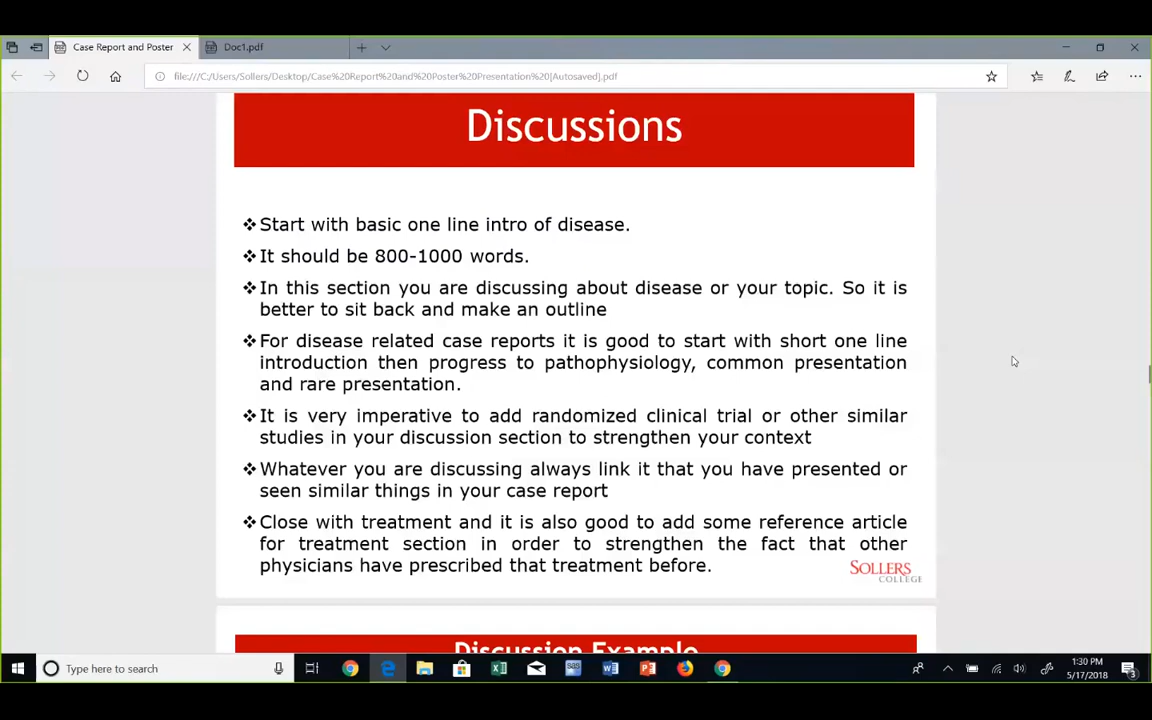 Case Report and Poster
Doc1.pdf
file:///C:/Users/Sollers/Desktop/Case%20Report%20and%20Poster%20Presentation%20[Autosaved].pdf
Discussions
❖Start with basic one line intro of disease.
❖It should be 800-1000 words.
❖In this section you are discussing about disease or your topic. So it is
better to sit back and make an outline
❖For disease related case reports it is good to start with short one line
introduction then progress to pathophysiology, common presentation
and rare presentation.
❖It is very imperative to add randomized clinical trial or other similar
studies in your discussion section to strengthen your context
❖Whatever you are discussing always link it that you have presented or
seen similar things in your case report
❖Close with treatment and it is also good to add some reference article
for treatment section in order to strengthen the fact that other
physicians have prescribed that treatment before.
SOLLERS
COLLEGE
Discussion Example
Type here to search
1:30 PM
5/17/2018
3